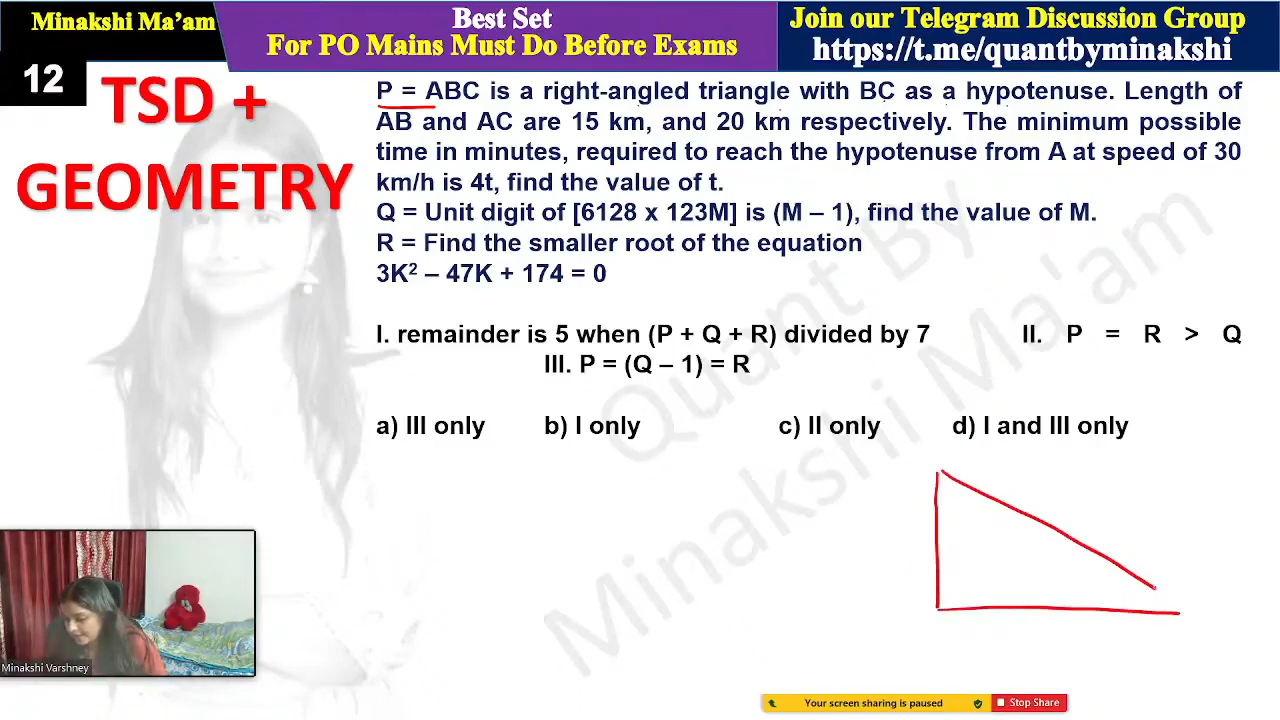 Minakshi Ma'am
Best Set
For PO Mains Must Do Before Exams
Join our Telegram Discussion Group
https://t.me/quantbyminakshi
12
TSD +
GEOMETRY
P = ABC is a right-angled triangle with BC as a hypotenuse. Length of
AB and AC are 15 km, and 20 km respectively. The minimum possible
time in minutes, required to reach the hypotenuse from A at speed of 30
km/h is 4t, find the value of t.
Q = Unit digit of [6128 x 123M] is (M – 1), find the value of M.
R = Find the smaller root of the equation
3K² – 47K + 174 = 0
I. remainder is 5 when (P + Q + R) divided by 7 II. P = R > Q
III. P = (Q – 1) = R
a) III only b) I only c) II only d) I and III only
Quant By
Minakshi Ma'am
Minakshi Varshney
Your screen sharing is paused
Stop Share